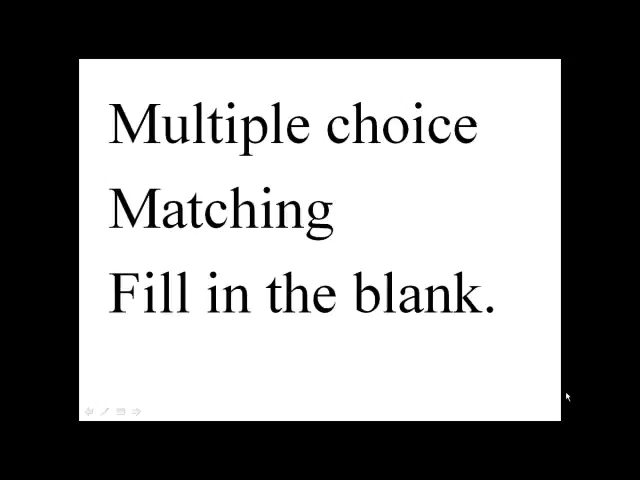 Multiple choice
Matching
Fill in the blank.